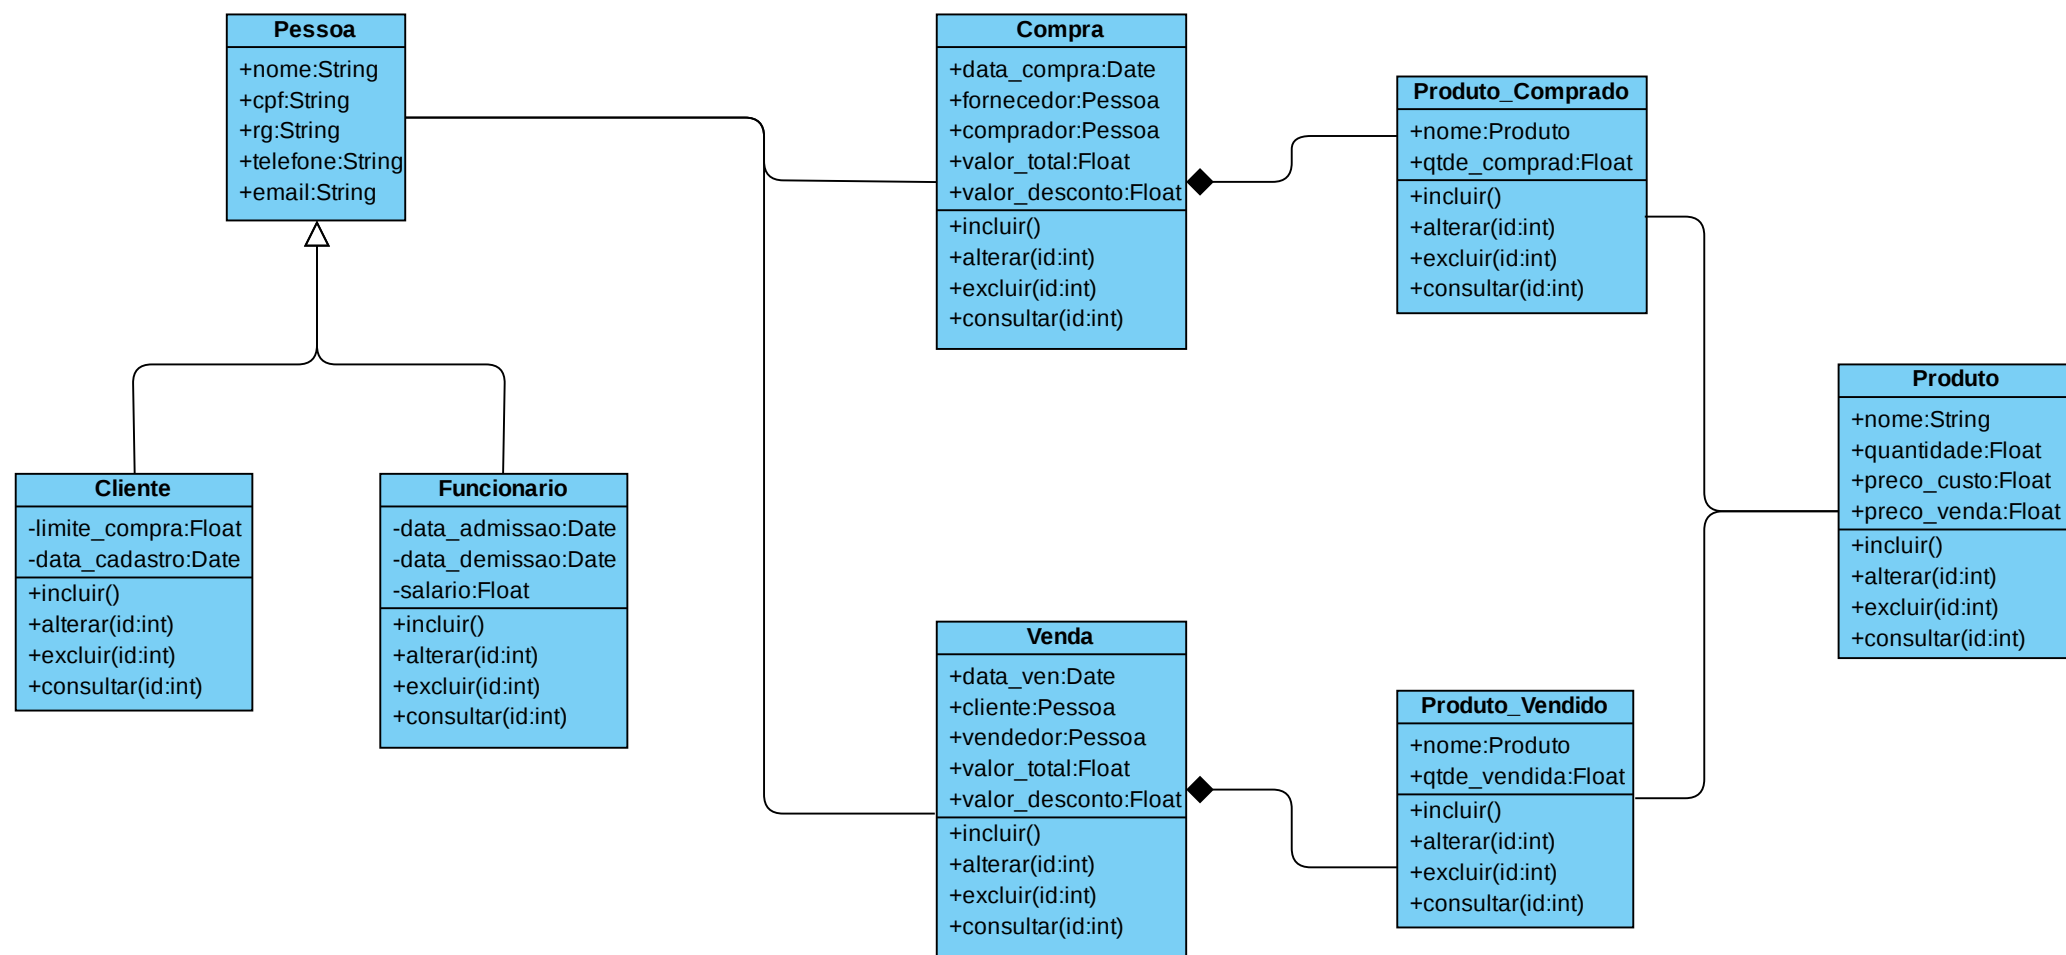 Pessoa
+nome:String
+cpf:String
+rg:String
+telefone:String
+email:String
Compra
+data_compra:Date
+fornecedor:Pessoa
+comprador:Pessoa
+valor_total:Float
+valor_desconto:Float
+incluir()
+alterar(id:int)
+excluir(id:int)
+consultar(id:int)
Produto_Comprado
+nome:Produto
+qtde_comprad:Float
+incluir()
+alterar(id:int)
+excluir(id:int)
+consultar(id:int)
Produto
+nome:String
+quantidade:Float
+preco_custo:Float
+preco_venda:Float
+incluir()
+alterar(id:int)
+excluir(id:int)
+consultar(id:int)
Cliente
-limite_compra:Float
-data_cadastro:Date
+incluir()
+alterar(id:int)
+excluir(id:int)
+consultar(id:int)
Funcionario
-data_admissao:Date
-data_demissao:Date
-salario:Float
+incluir()
+alterar(id:int)
+excluir(id:int)
+consultar(id:int)
Venda
+data_ven:Date
+cliente:Pessoa
+vendedor:Pessoa
+valor_total:Float
+valor_desconto:Float
+incluir()
+alterar(id:int)
+excluir(id:int)
+consultar(id:int)
Produto_Vendido
+nome:Produto
+qtde_vendida:Float
+incluir()
+alterar(id:int)
+excluir(id:int)
+consultar(id:int)